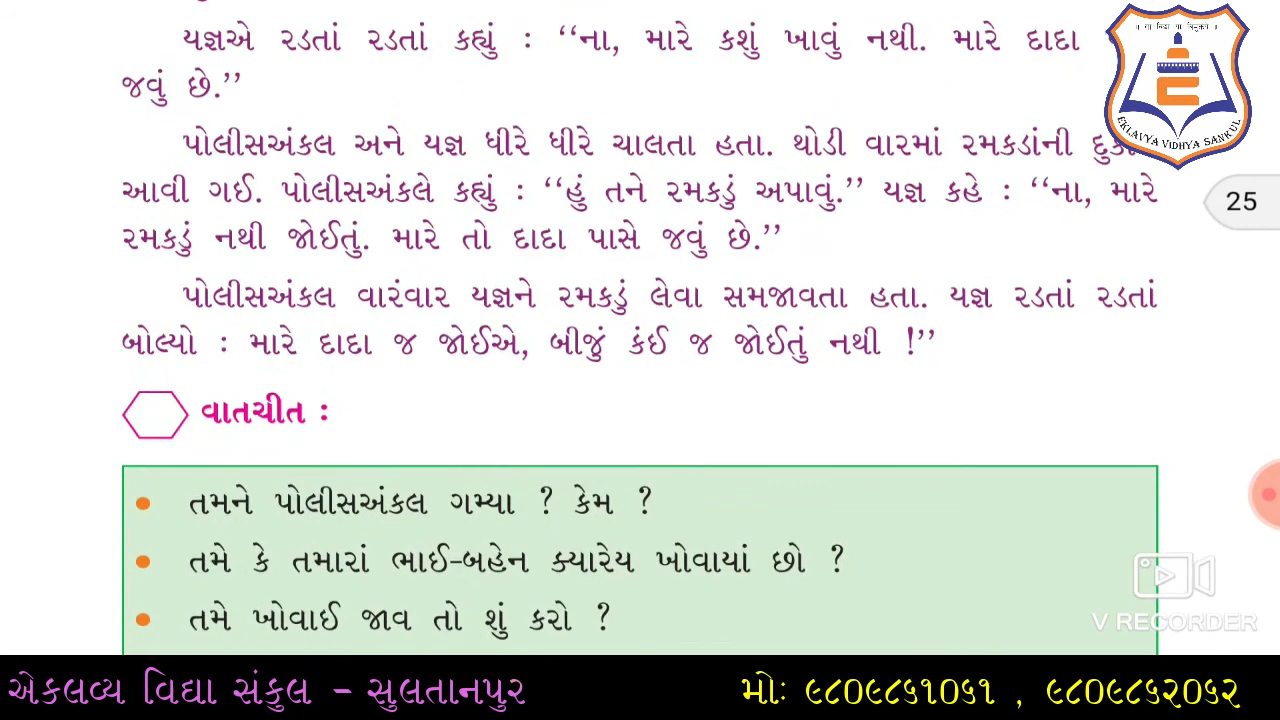 યજ્ઞએ રડતાં રડતાં કહ્યું : ‘‘ના, મારે કશું ખાવું નથી. મારે દાદા
જવું છે.’’
પોલીસઅંકલ અને યજ્ઞ ધીરે ધીરે ચાલતા હતા. થોડી વારમાં રમકડાંની
આવી ગઈ. પોલીસઅંકલે કહ્યું : ‘‘હું તને રમકડું અપાવું.’’ યજ્ઞ કહે : ‘‘ના, મારે
રમકડું નથી જોઈતું. મારે તો દાદા પાસે જવું છે.’’
પોલીસઅંકલ વારંવાર યજ્ઞને રમકડું લેવા સમજાવતા હતા. યજ્ઞ રડતાં રડતાં
બોલ્યો : મારે દાદા જ જોઈએ, બીજું કંઈ જ જોઈતું નથી !’’
વાતચીત :
• તમને પોલીસઅંકલ ગમ્યા ? કેમ ?
• તમે કે તમારાં ભાઈ-બહેન ક્યારેય ખોવાયાં છો ?
• તમે ખોવાઈ જાવ તો શું કરો ?
EKLAVYA VIDHYA SANKUL
25
V RECORDER
એકલવ્ય વિદ્યા સંકુલ - સુલતાનપુર
મોઃ ૯૮૦૯૮૬૧૦૬૧ , ૯૮૦૯૮૬૨૦૬૨